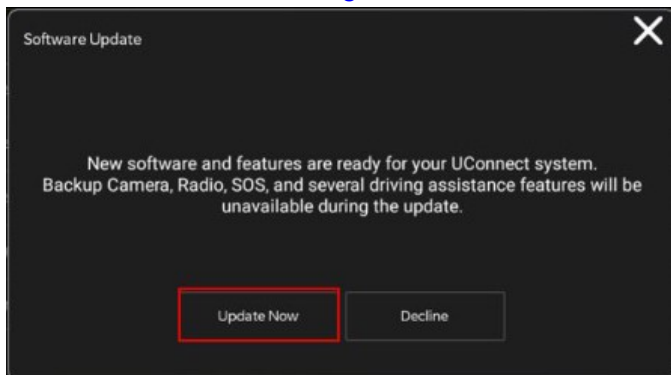 Software Update
New software and features are ready for your UConnect system.
Backup Camera, Radio, SOS, and several driving assistance features will be
unavailable during the update.
Update Now
Decline